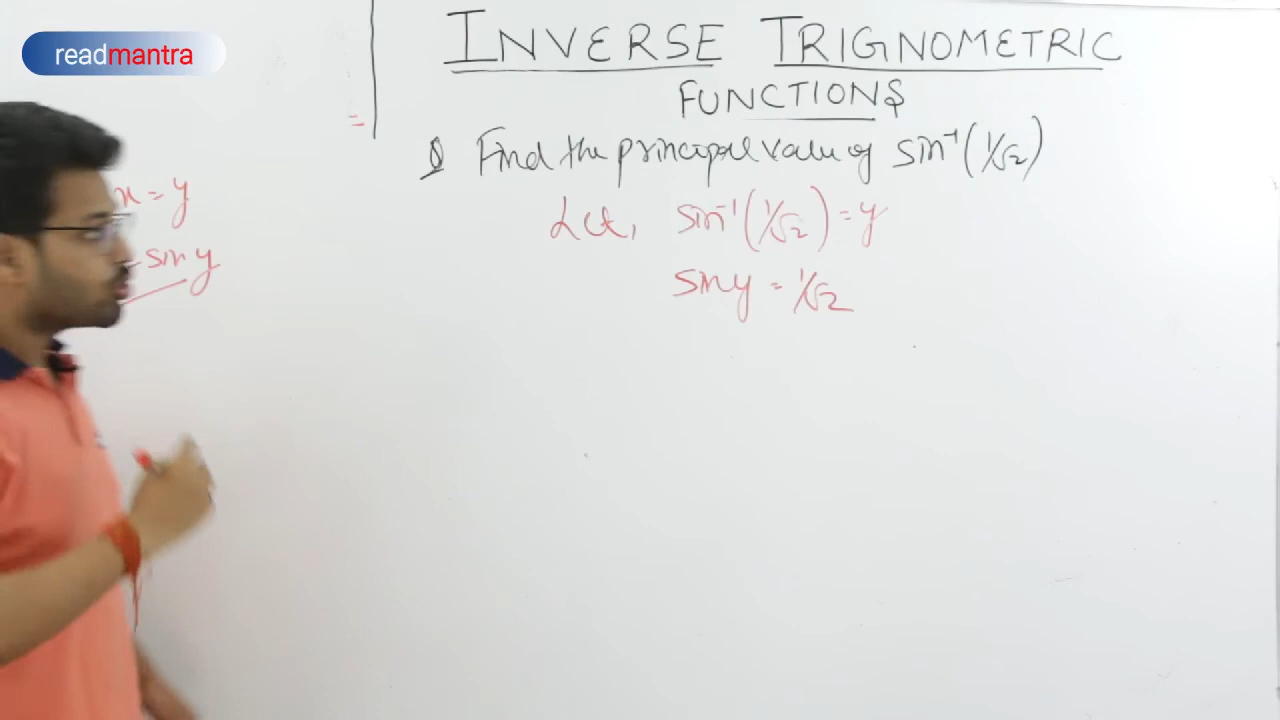 readmantra
INVERSE TRIGNOMETRIC
FUNCTIONS
Q Find the principal value of sin⁻¹(1/√2)
x = y
sin y
=
Let, sin⁻¹(1/√2) = y
sin y = 1/√2